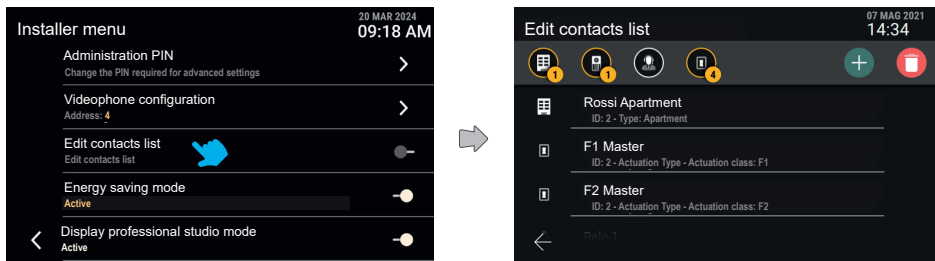 Installer menu
20 MAR 2024
09:18 AM
Administration PIN
Change the PIN required for advanced settings
Videophone configuration
Address: 4
Edit contacts list
Edit contacts list
Energy saving mode
Active
Display professional studio mode
Active
Edit contacts list
07 MAG 2021
14:34
1
1
4
Rossi Apartment
ID: 2 - Type: Apartment
F1 Master
ID: 2 - Actuation Type - Actuation class: F1
F2 Master
ID: 2 - Actuation Type - Actuation class: F2
Role 1